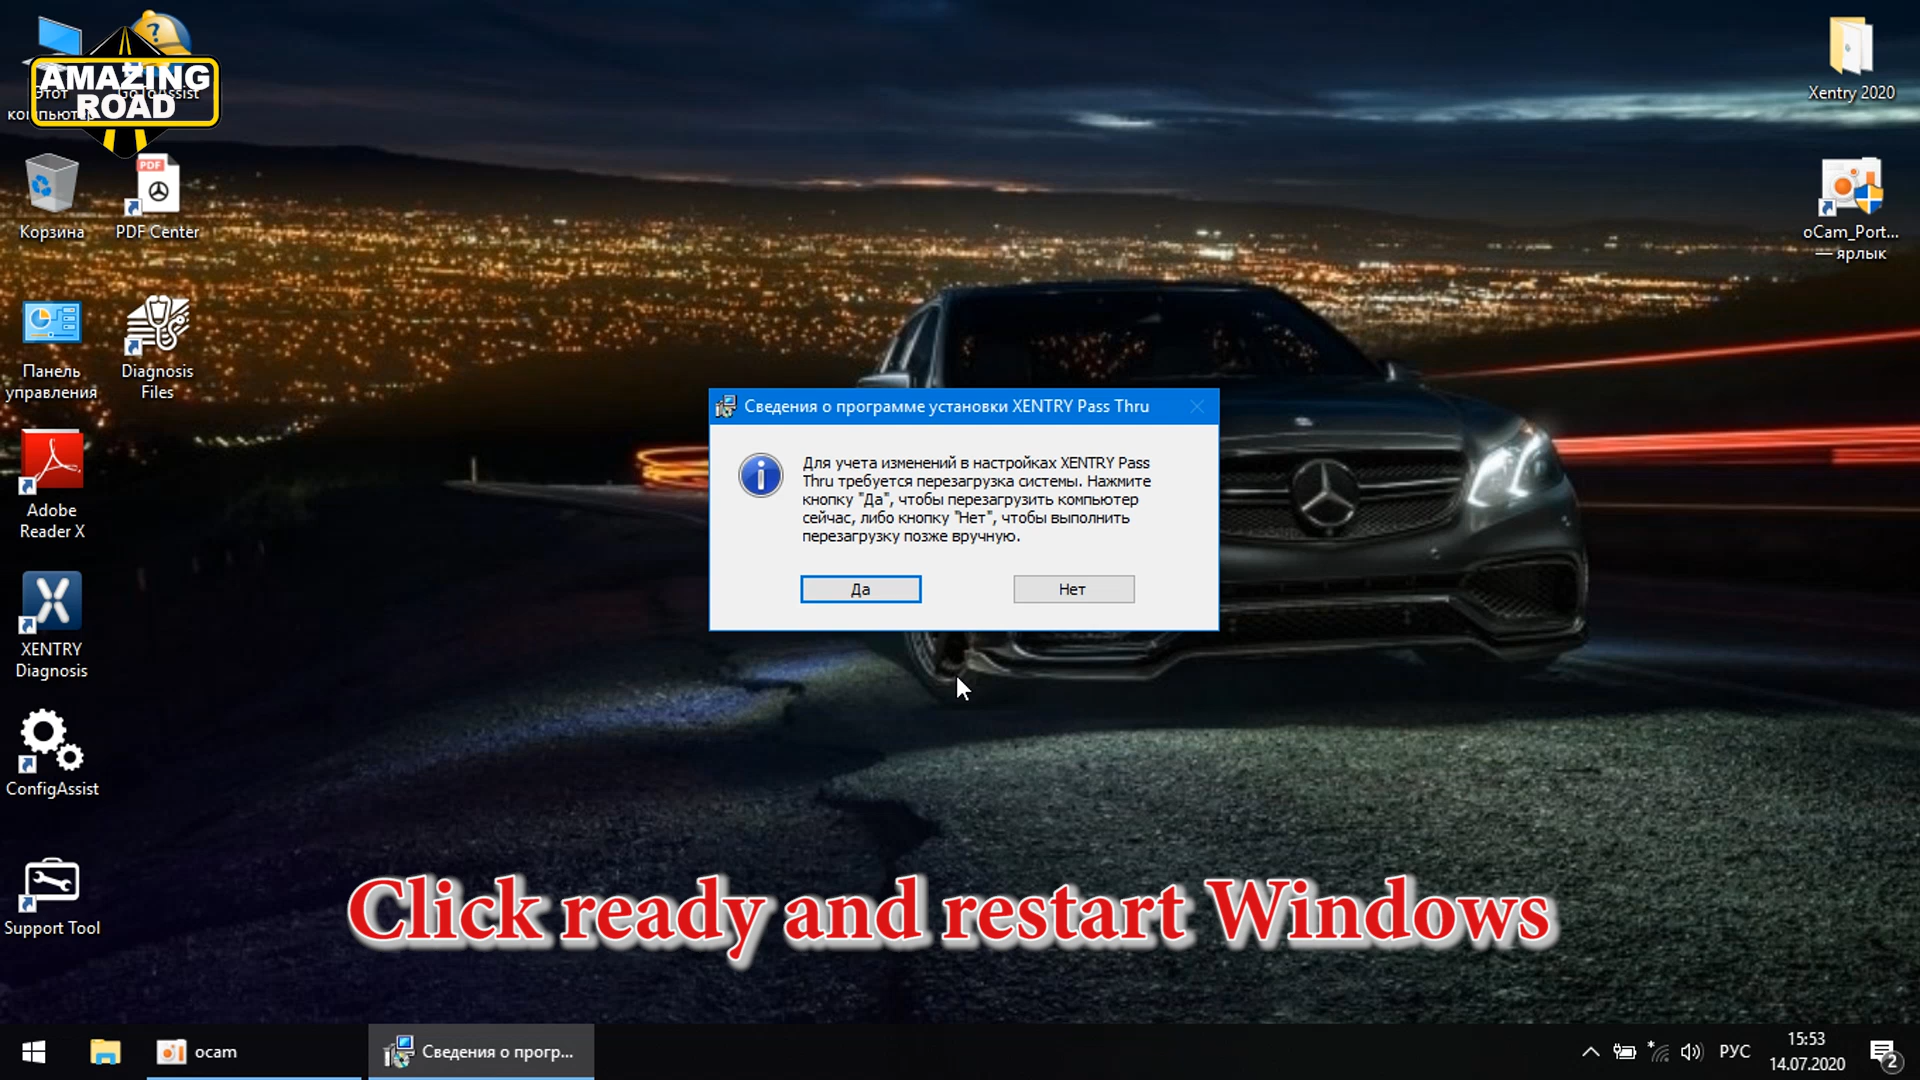 AMAZING
ROAD
Этот
компьютер
GoToAssist
Корзина
PDF
PDF Center
Панель
управления
Diagnosis
Files
Adobe
Reader X
XENTRY
Diagnosis
ConfigAssist
Support Tool
Xentry 2020
oCam_Port...
— ярлык
Сведения о программе установки XENTRY Pass Thru
Для учета изменений в настройках XENTRY Pass
Thru требуется перезагрузка системы. Нажмите
кнопку "Да", чтобы перезагрузить компьютер
сейчас, либо кнопку "Нет", чтобы выполнить
перезагрузку позже вручную.
Да
Нет
Click ready and restart Windows
ocam
Сведения о прогр...
РУС
15:53
14.07.2020
2